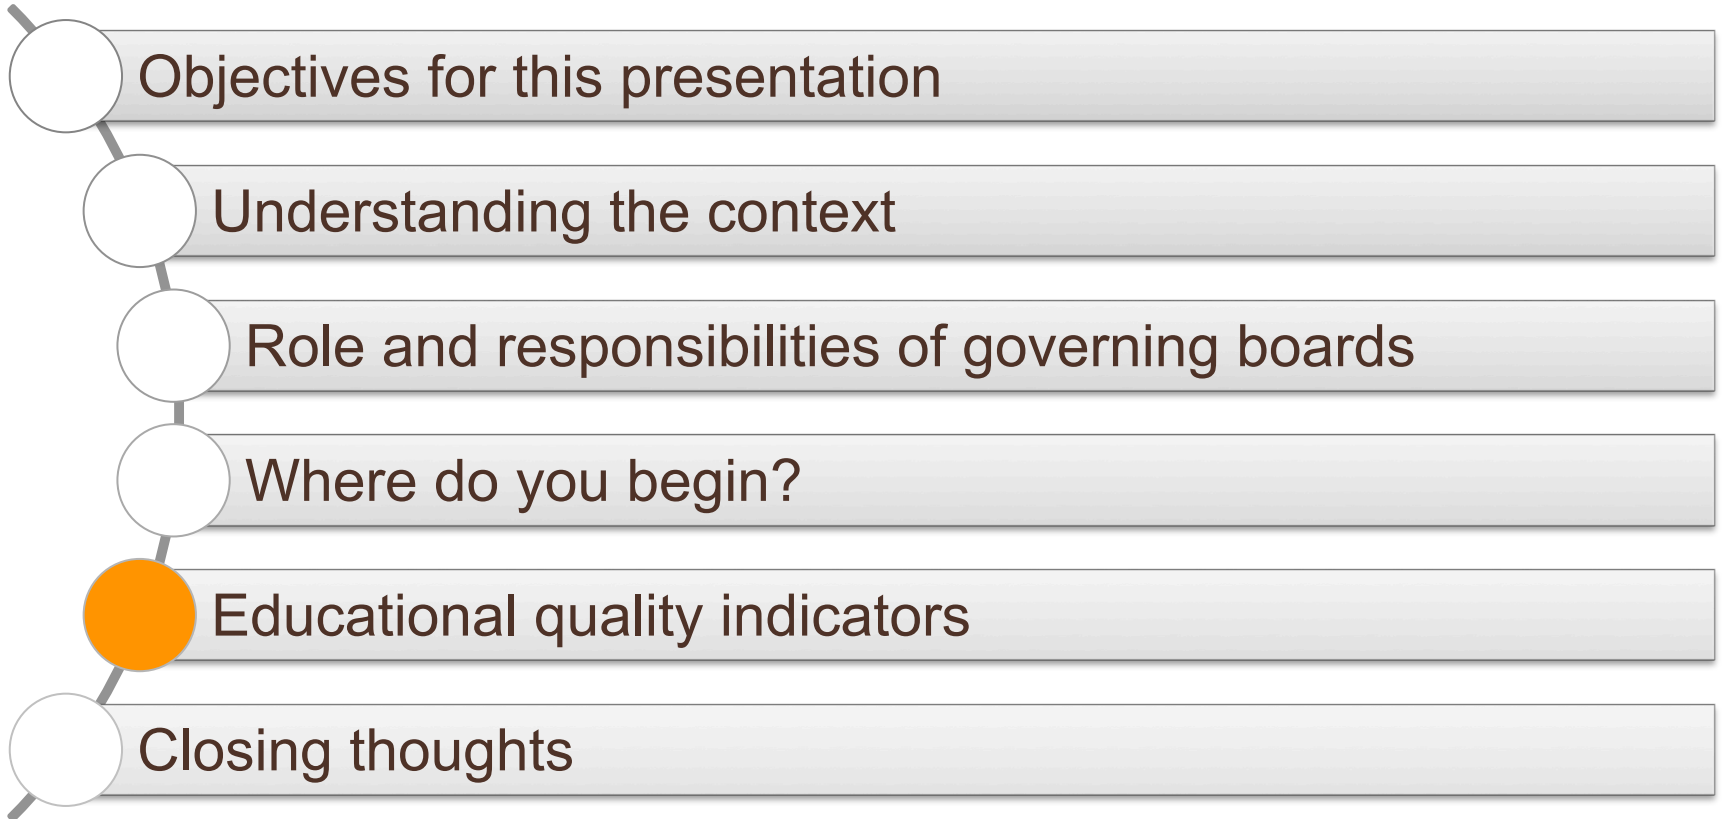 Objectives for this presentation
Understanding the context
Role and responsibilities of governing boards
Where do you begin?
Educational quality indicators
Closing thoughts